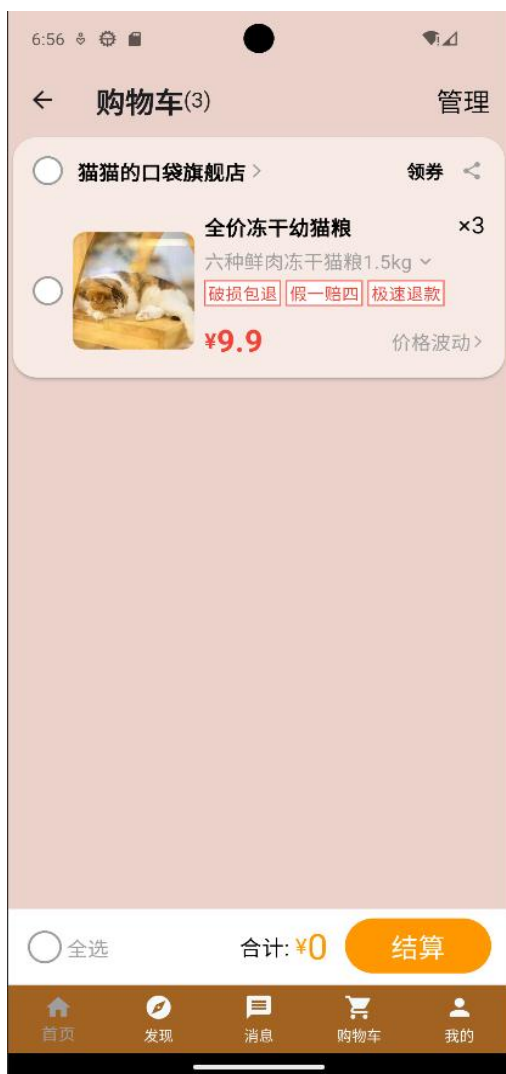 6:56
购物车(3)
管理
猫猫的口袋旗舰店 >
领券
全价冻干幼猫粮
×3
六种鲜肉冻干猫粮1.5kg
破损包退 假一赔四 极速退款
¥9.9
价格波动>
全选
合计: ¥0
结算
首页
发现
消息
购物车
我的